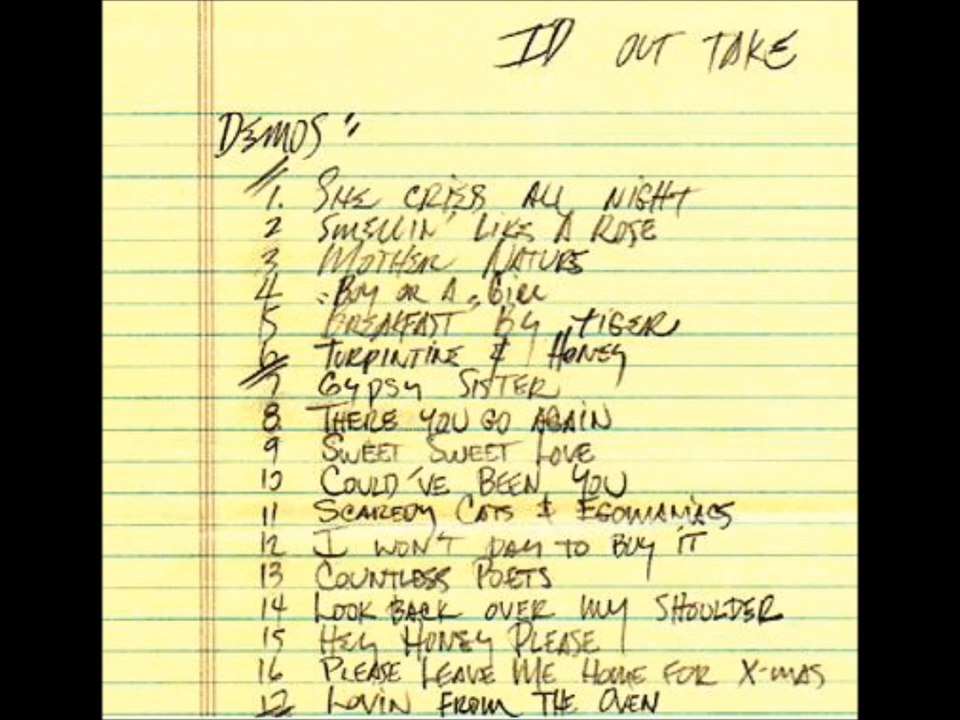 ID OUT TAKE
DEMOS "
1. SHE CRIES ALL NIGHT
2 SMELLIN' LIKE A ROSE
3 MOTHER NATURE
4 "BOY OR A "GIRL
5 BREAKFAST BY TIGER
6 TURPINTINE & HONEY
7 GYPSY SISTER
8 THERE YOU GO AGAIN
9 SWEET SWEET LOVE
10 COULD'VE BEEN YOU
11 SCAREDY CATS & EGOMANIACS
12 I WON'T PAY TO BUY IT
13 COUNTLESS POETS
14 LOOK BACK OVER MY SHOULDER
15 HEY HONEY PLEASE
16 PLEASE LEAVE ME HOME FOR X-MAS
17 LOVIN FROM THE OVEN